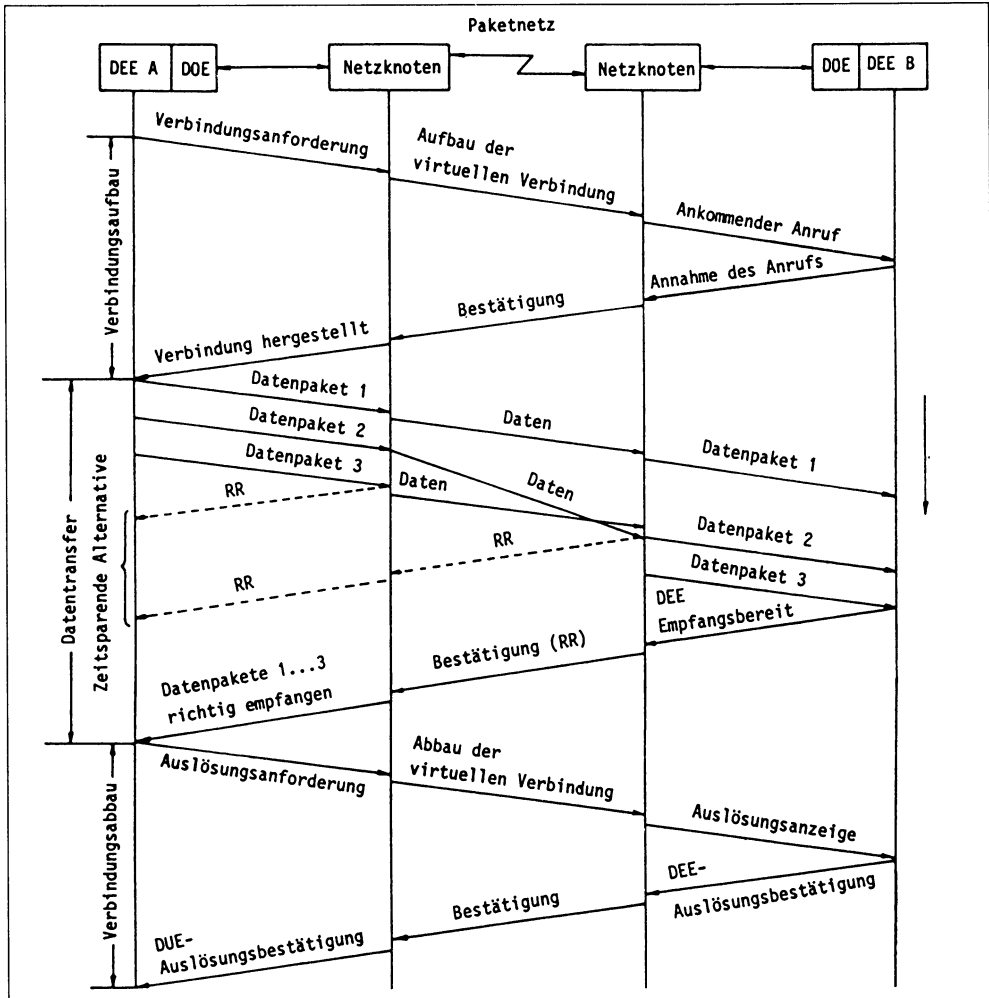 Paketnetz
DEE A DOE
Netzknoten
Netzknoten
DOE DEE B
Verbindungsanforderung
Aufbau der
virtuellen Verbindung
Ankommender Anruf
Annahme des Anrufs
Bestätigung
Verbindung hergestellt
Verbindungsaufbau
Datenpaket 1
Daten
Datenpaket 1
Datenpaket 2
Datenpaket 3
Daten
Daten
RR
Datenpaket 2
RR
RR
Datenpaket 3
DEE
Empfangsbereit
Bestätigung (RR)
Datenpakete 1...3
richtig empfangen
Datentransfer
Zeitsparende Alternative
Auslösungsanforderung
Abbau der
virtuellen Verbindung
Auslösungsanzeige
DEE-
Auslösungsbestätigung
Bestätigung
DUE-
Auslösungsbestätigung
Verbindungsabbau